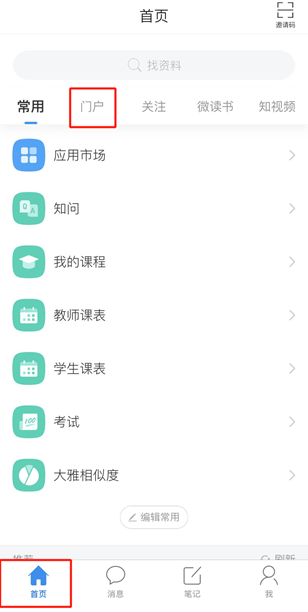 首页
邀请码
找资料
常用 门户 关注 微读书 知视频
应用市场
知问
我的课程
教师课表
学生课表
考试
大雅相似度
编辑常用
推荐 刷新
首页 消息 笔记 我